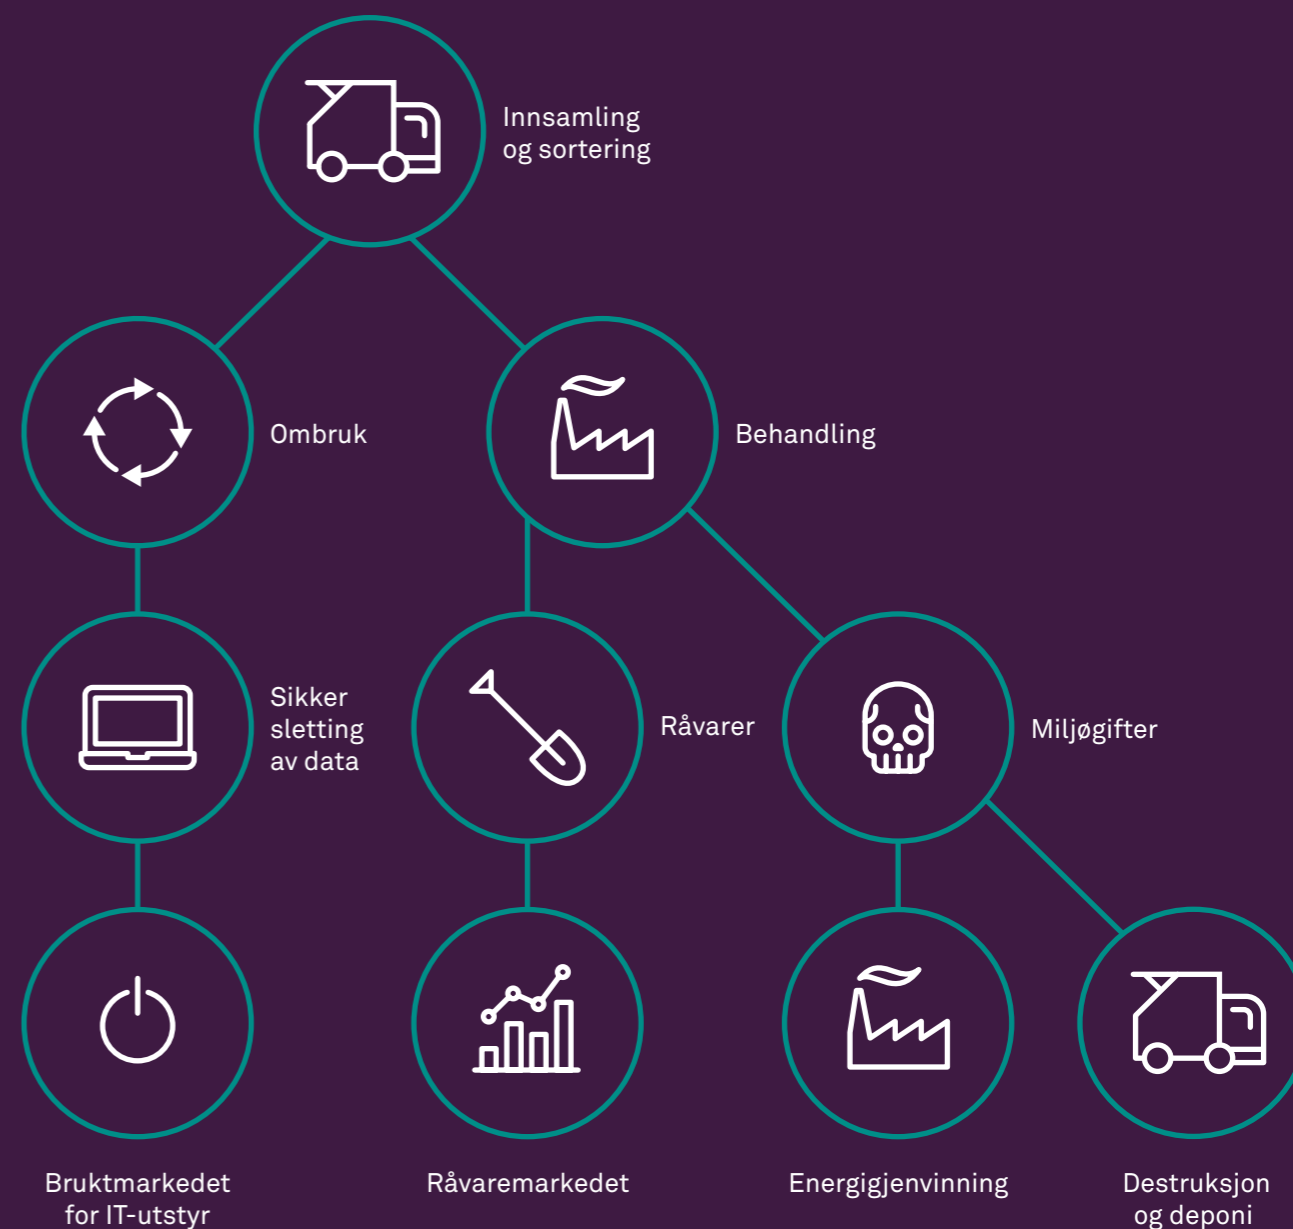 Innsamling
og sortering
Ombruk
Behandling
Sikker
sletting
av data
Råvarer
Miljøgifter
Bruktmarkedet
for IT-utstyr
Råvaremarkedet
Energigjenvinning
Destruksjon
og deponi